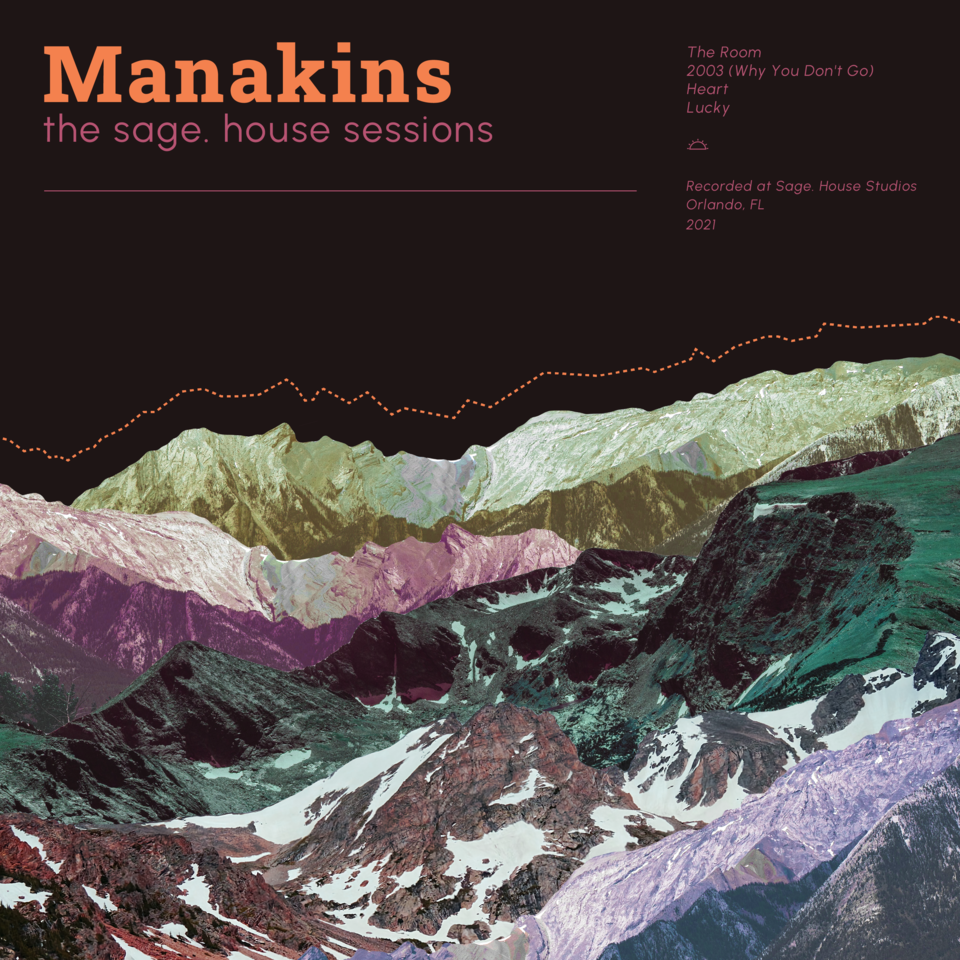 Manakins
the sage. house sessions
The Room
2003 (Why You Don't Go)
Heart
Lucky
Recorded at Sage. House Studios
Orlando, FL
2021